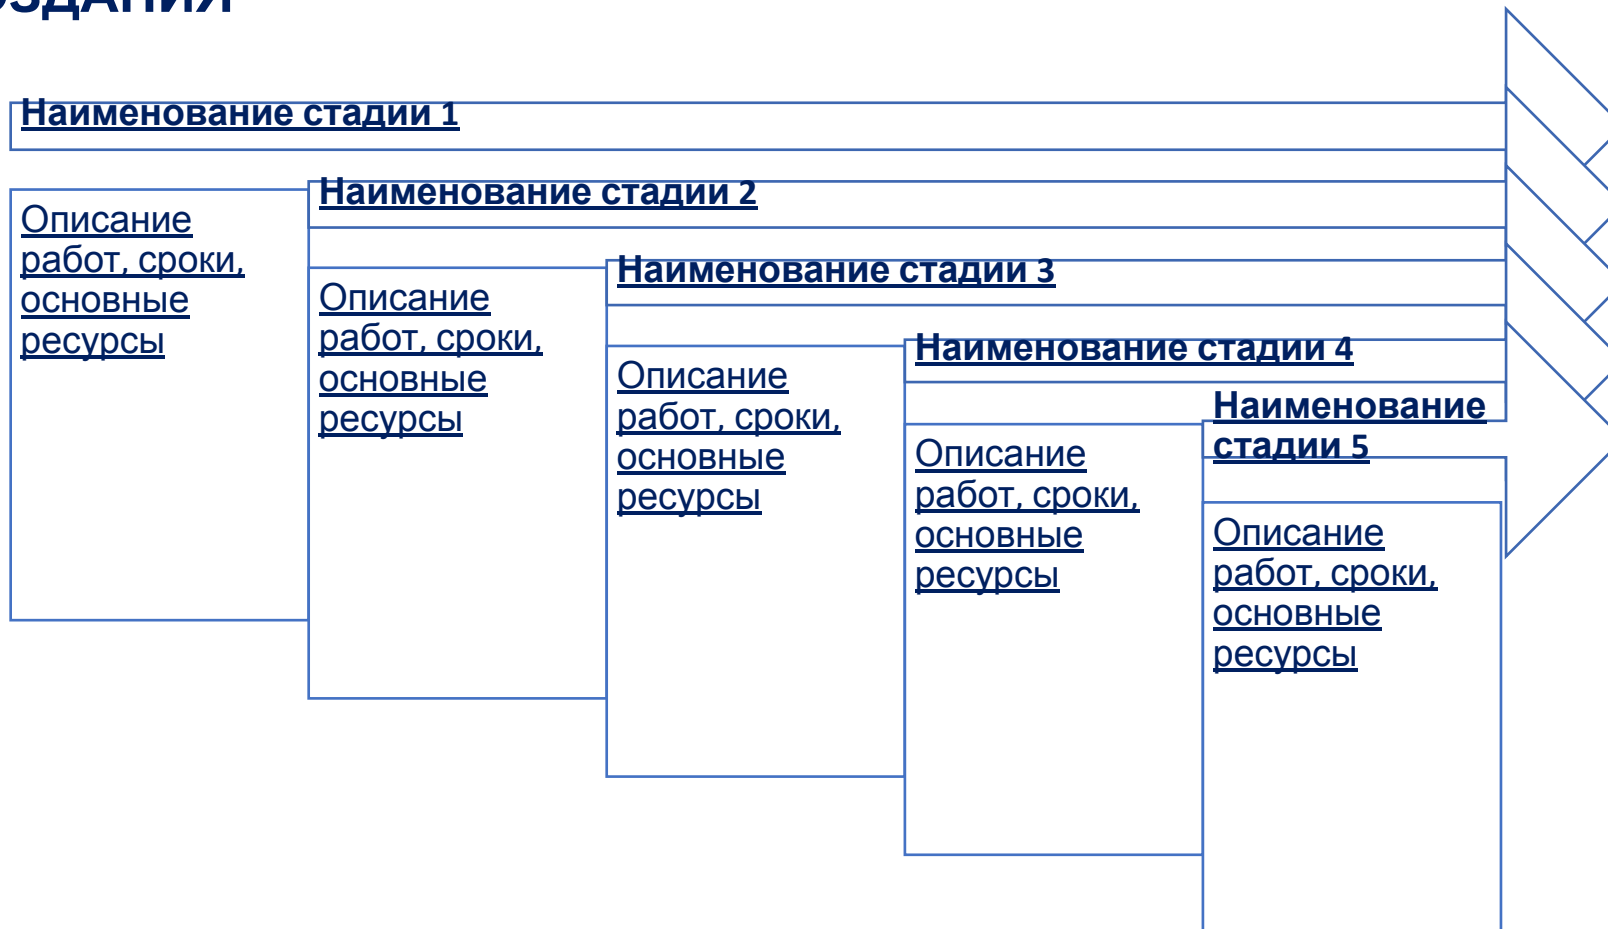 Наименование стадии 1
Описание
работ, сроки,
основные
ресурсы
Наименование стадии 2
Описание
работ, сроки,
основные
ресурсы
Наименование стадии 3
Описание
работ, сроки,
основные
ресурсы
Наименование стадии 4
Описание
работ, сроки,
основные
ресурсы
Наименование
стадии 5
Описание
работ, сроки,
основные
ресурсы